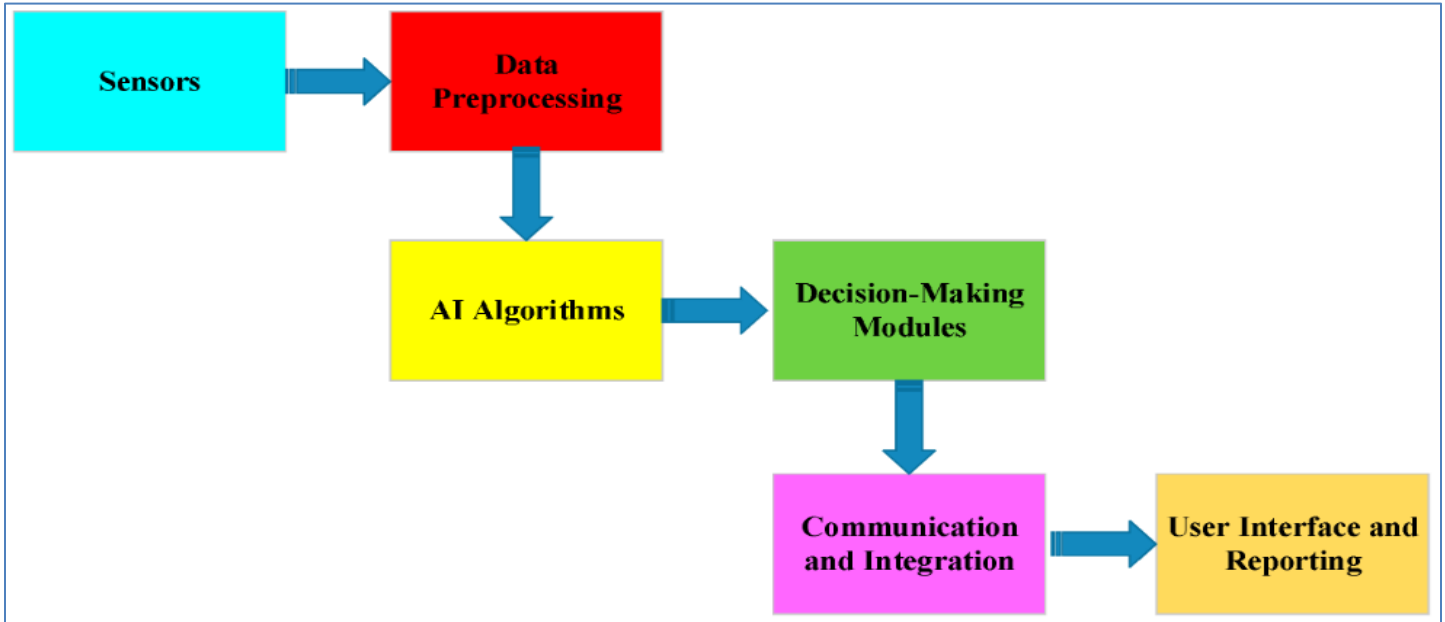 Sensors
Data
Preprocessing
AI Algorithms
Decision-Making
Modules
Communication
and Integration
User Interface and
Reporting